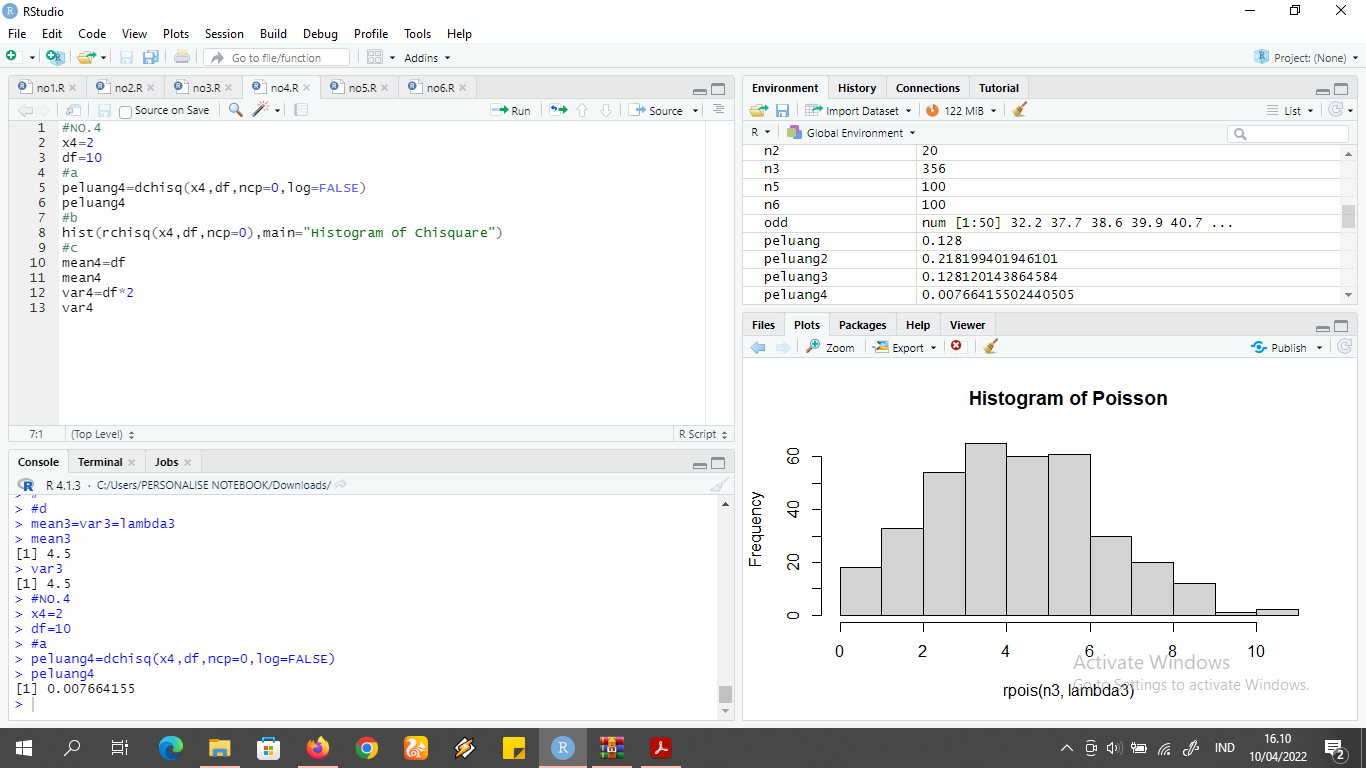 RStudio
File Edit Code View Plots Session Build Debug Profile Tools Help
Go to file/function Addins Project: (None)
no1.R no2.R no3.R no4.R no5.R no6.R
Source on Save Run Source
1 #NO.4
2 x4=2
3 df=10
4 #a
5 peluang4=dchisq(x4,df,ncp=0,log=FALSE)
6 peluang4
7 #b
8 hist(rchisq(x4,df,ncp=0),main="Histogram of Chisquare")
9 #c
10 mean4=df
11 mean4
12 var4=df*2
13 var4
7:1 (Top Level) R Script
Console Terminal Jobs
R 4.1.3 · C:/Users/PERSONALISE NOTEBOOK/Downloads/
> #
> #d
> mean3=var3=lambda3
> mean3
[1] 4.5
> var3
[1] 4.5
> #NO.4
> x4=2
> df=10
> #a
> peluang4=dchisq(x4,df,ncp=0,log=FALSE)
> peluang4
[1] 0.007664155
>
Environment History Connections Tutorial
Import Dataset 122 MiB List
R Global Environment
n2 20
n3 356
n5 100
n6 100
odd num [1:50] 32.2 37.7 38.6 39.9 40.7 ...
peluang 0.128
peluang2 0.218199401946101
peluang3 0.128120143864584
peluang4 0.00766415502440505
Files Plots Packages Help Viewer
Zoom Export Publish
Histogram of Poisson
Frequency
60
40
20
0
0 2 4 6 8 10
rpois(n3, lambda3)
Activate Windows
Go to Settings to activate Windows.
IND
16.10
10/04/2022
2